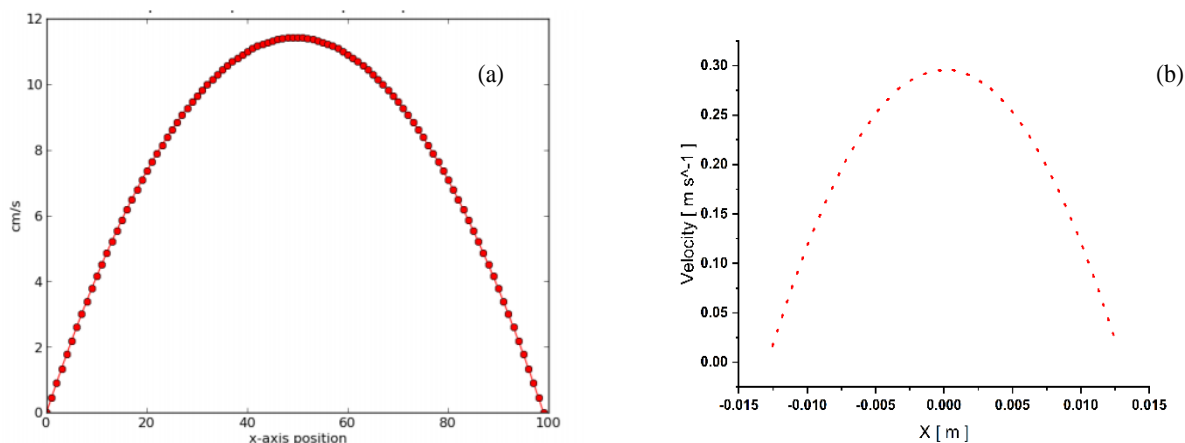 12
10
8
6
4
2
0
cm/s
0 20 40 60 80 100
x-axis position
(a)
0.30
0.25
0.20
0.15
0.10
0.05
0.00
Velocity [ m s^-1 ]
-0.015 -0.010 -0.005 0.000 0.005 0.010 0.015
X [ m ]
(b)